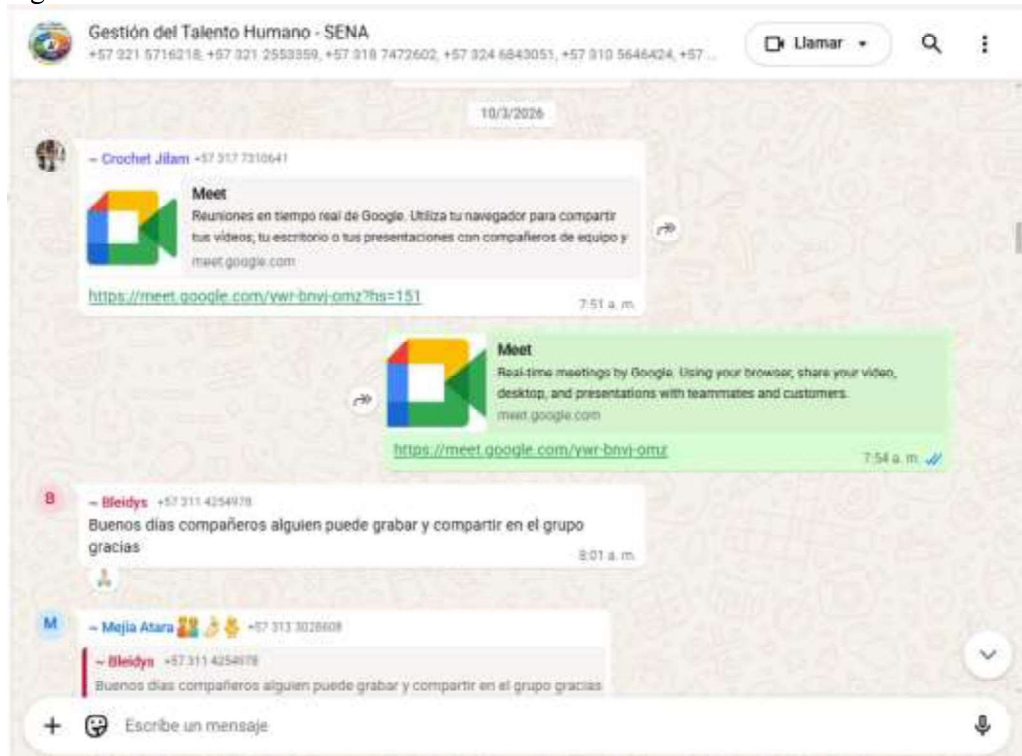 Gestión del Talento Humano - SENA
+57 321 5716218, +57 321 2553359, +57 318 7472602, +57 324 6843051, +57 310 5646424, +57 ...
Llamar
10/3/2026
~ Crochet Jilam +57 317 7310641
Meet
Reuniones en tiempo real de Google. Utiliza tu navegador para compartir
tus vídeos, tu escritorio o tus presentaciones con compañeros de equipo y
meet.google.com
https://meet.google.com/ywr-bnvj-omz?hs=151
7:51 a. m.
Meet
Real-time meetings by Google. Using your browser, share your video,
desktop, and presentations with teammates and customers.
meet.google.com
https://meet.google.com/ywr-bnvj-omz
7:54 a. m.
B
~ Bleidys +57 311 4254978
Buenos días compañeros alguien puede grabar y compartir en el grupo
gracias
8:01 a. m.
M
~ Mejia Atara +57 313 3028608
~ Bleidys +57 311 4254978
Buenos días compañeros alguien puede grabar y compartir en el grupo gracias
Escribe un mensaje